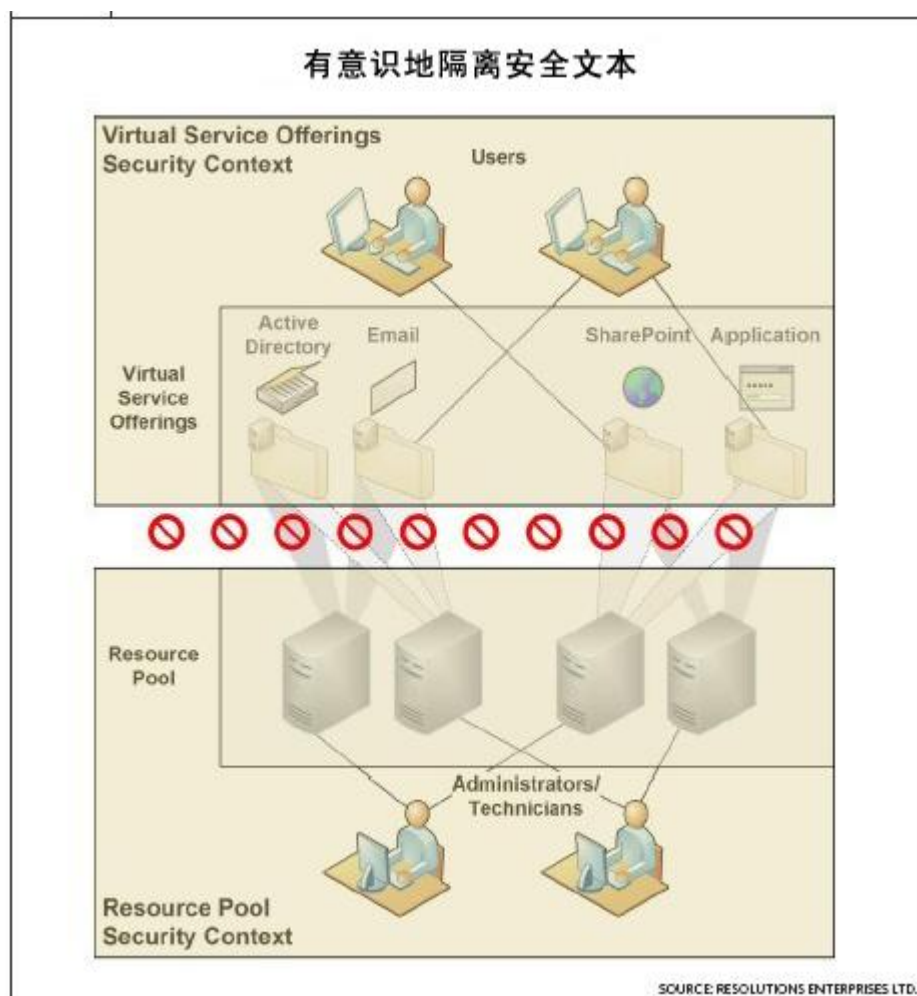 有意识地隔离安全文本
Virtual Service Offerings
Security Context
Users
Active
Directory
Email
SharePoint
Application
Virtual
Service
Offerings
Resource
Pool
Administrators/
Technicians
Resource Pool
Security Context
SOURCE: RESOLUTIONS ENTERPRISES LTD.